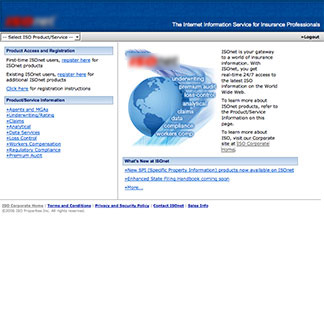 The Internet Information Service for Insurance Professionals
-- Select ISO Product/Service --
»Logout
Product Access and Registration
First-time ISOnet users, register here for
ISOnet products
Existing ISOnet users, register here for
additional ISOnet products
Click here for registration instructions
Product/Service Information
»Agents and MGAs
»Underwriting/Rating
»Claims
»Analytical
»Data Services
»Loss Control
»Workers Compensation
»Regulatory Compliance
»Premium Audit
underwriting
premium audit
loss-control
analytical
claims
data
compliance
workers comp
ISOnet is your gateway
to a world of insurance
information. With
ISOnet, you get
real-time 24/7 access
to the latest ISO
information on the World
Wide Web.
To learn more about
ISOnet products, refer to
the Product/Service
Information on this
page.
To learn more about
ISO, visit our Corporate
site at ISO Corporate
Home.
What's New at ISOnet
»New SPI (Specific Property Information) products now available on ISOnet
»Enhanced State Filing Handbook coming soon
»More...
ISO Corporate Home | Terms and Conditions | Privacy and Security Policy | Contact ISOnet | Sales Info
©2006 ISO Properties Inc. All rights reserved.